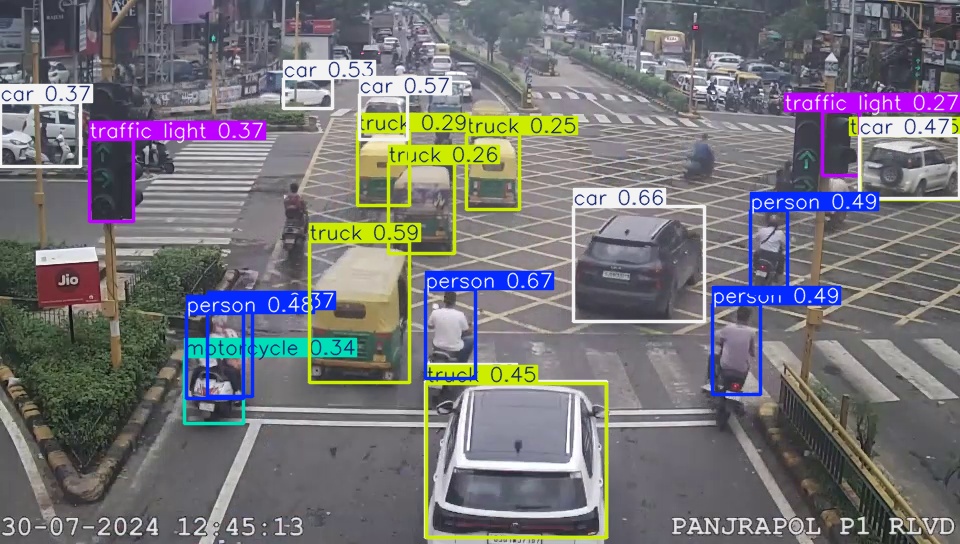 car 0.53
car 0.37
car 0.57
traffic light 0.27
truck 0.29
truck 0.25
traffic light 0.37
car 0.47
truck 0.26
car 0.66
person 0.49
truck 0.59
person 0.67
person 0.49
person 0.48
Jio
motorcycle 0.34
truck 0.45
30-07-2024 12:45:13
PANJRAPOL P1 RLVD